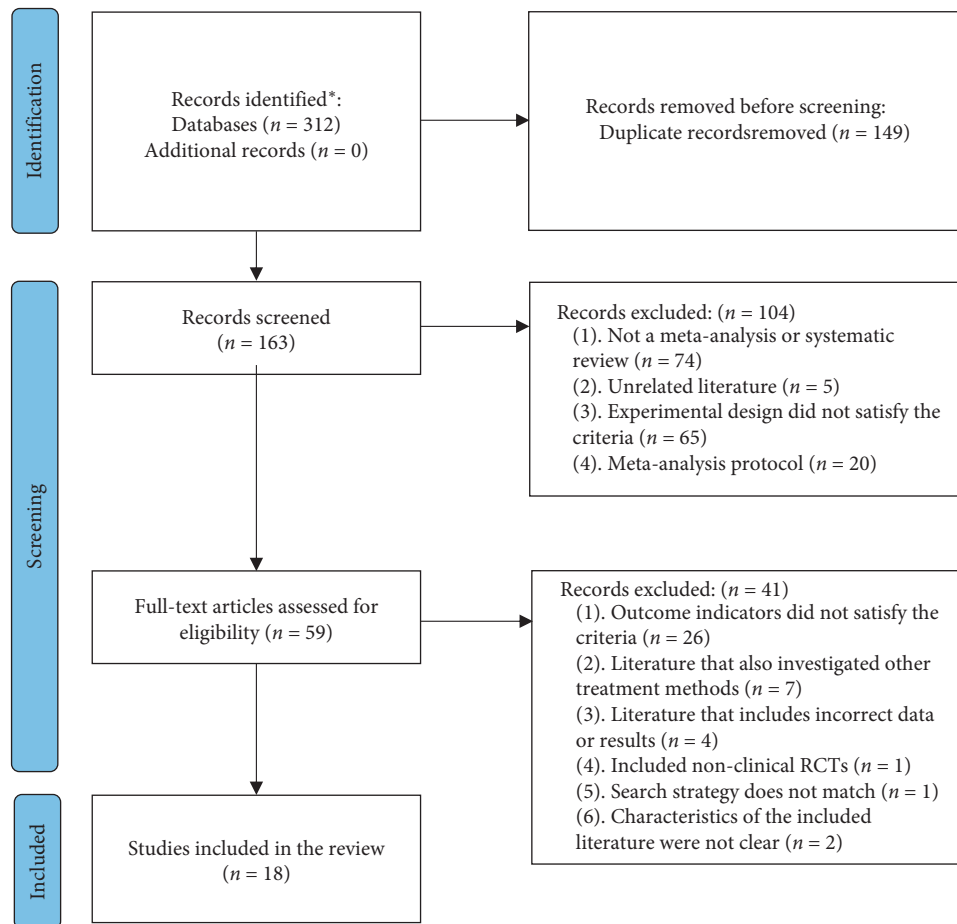 Identification
Records identified*:
Databases (n = 312)
Additional records (n = 0)
Records removed before screening:
Duplicate recordsremoved (n = 149)
Screening
Records screened
(n = 163)
Records excluded: (n = 104)
(1). Not a meta-analysis or systematic
review (n = 74)
(2). Unrelated literature (n = 5)
(3). Experimental design did not satisfy the
criteria (n = 65)
(4). Meta-analysis protocol (n = 20)
Full-text articles assessed for
eligibility (n = 59)
Records excluded: (n = 41)
(1). Outcome indicators did not satisfy the
criteria (n = 26)
(2). Literature that also investigated other
treatment methods (n = 7)
(3). Literature that includes incorrect data
or results (n = 4)
(4). Included non-clinical RCTs (n = 1)
(5). Search strategy does not match (n = 1)
(6). Characteristics of the included
literature were not clear (n = 2)
Included
Studies included in the review
(n = 18)